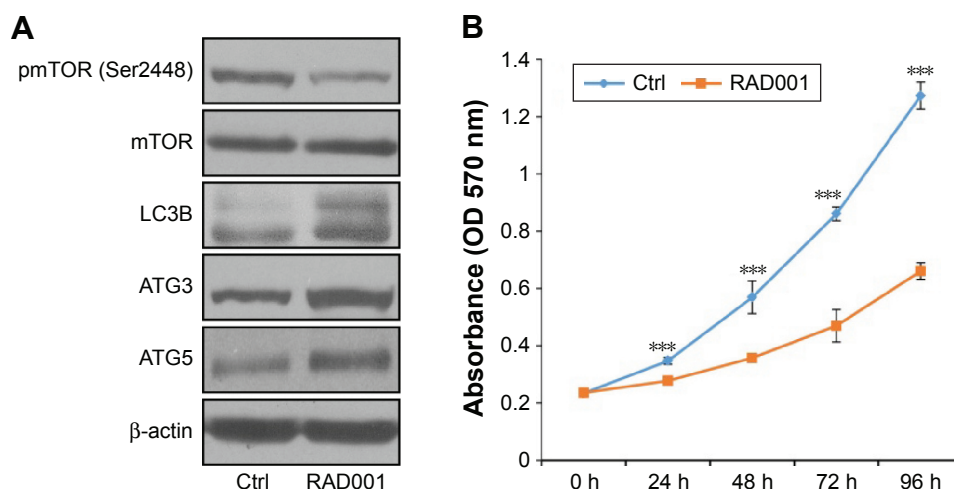 A
pmTOR (Ser2448)
mTOR
LC3B
ATG3
ATG5
β-actin
Ctrl RAD001
B
Ctrl RAD001
Absorbance (OD 570 nm)
1.4
1.2
1
0.8
0.6
0.4
0.2
0
***
***
***
***
0 h 24 h 48 h 72 h 96 h